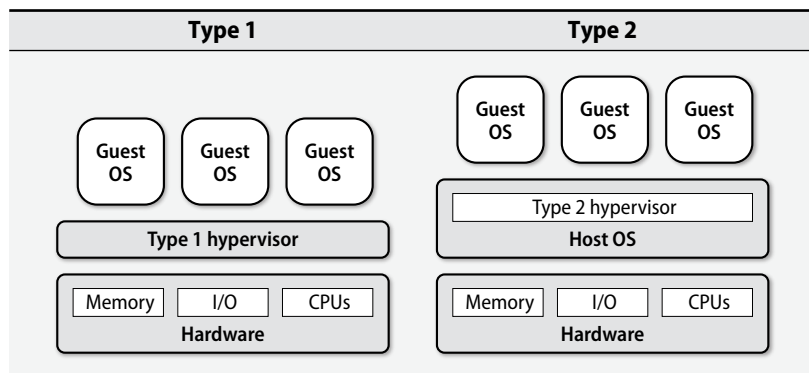 Type 1
Type 2
Guest
OS
Guest
OS
Guest
OS
Type 1 hypervisor
Memory
I/O
CPUs
Hardware
Guest
OS
Guest
OS
Guest
OS
Type 2 hypervisor
Host OS
Memory
I/O
CPUs
Hardware